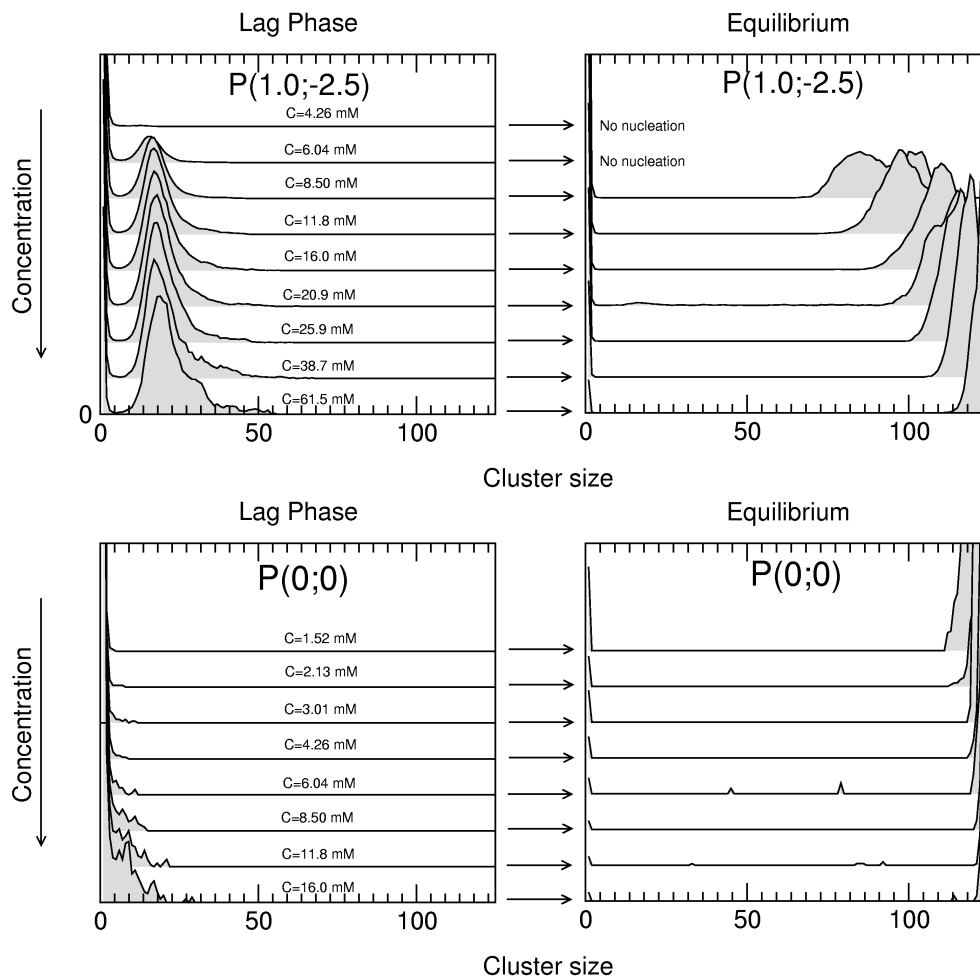 Lag Phase
Equilibrium
P(1.0;-2.5)
P(1.0;-2.5)
Concentration
C=4.26 mM
C=6.04 mM
C=8.50 mM
C=11.8 mM
C=16.0 mM
C=20.9 mM
C=25.9 mM
C=38.7 mM
C=61.5 mM
No nucleation
No nucleation
0
0 50 100
0 50 100
Cluster size
Lag Phase
Equilibrium
P(0;0)
P(0;0)
Concentration
C=1.52 mM
C=2.13 mM
C=3.01 mM
C=4.26 mM
C=6.04 mM
C=8.50 mM
C=11.8 mM
C=16.0 mM
0 50 100
0 50 100
Cluster size